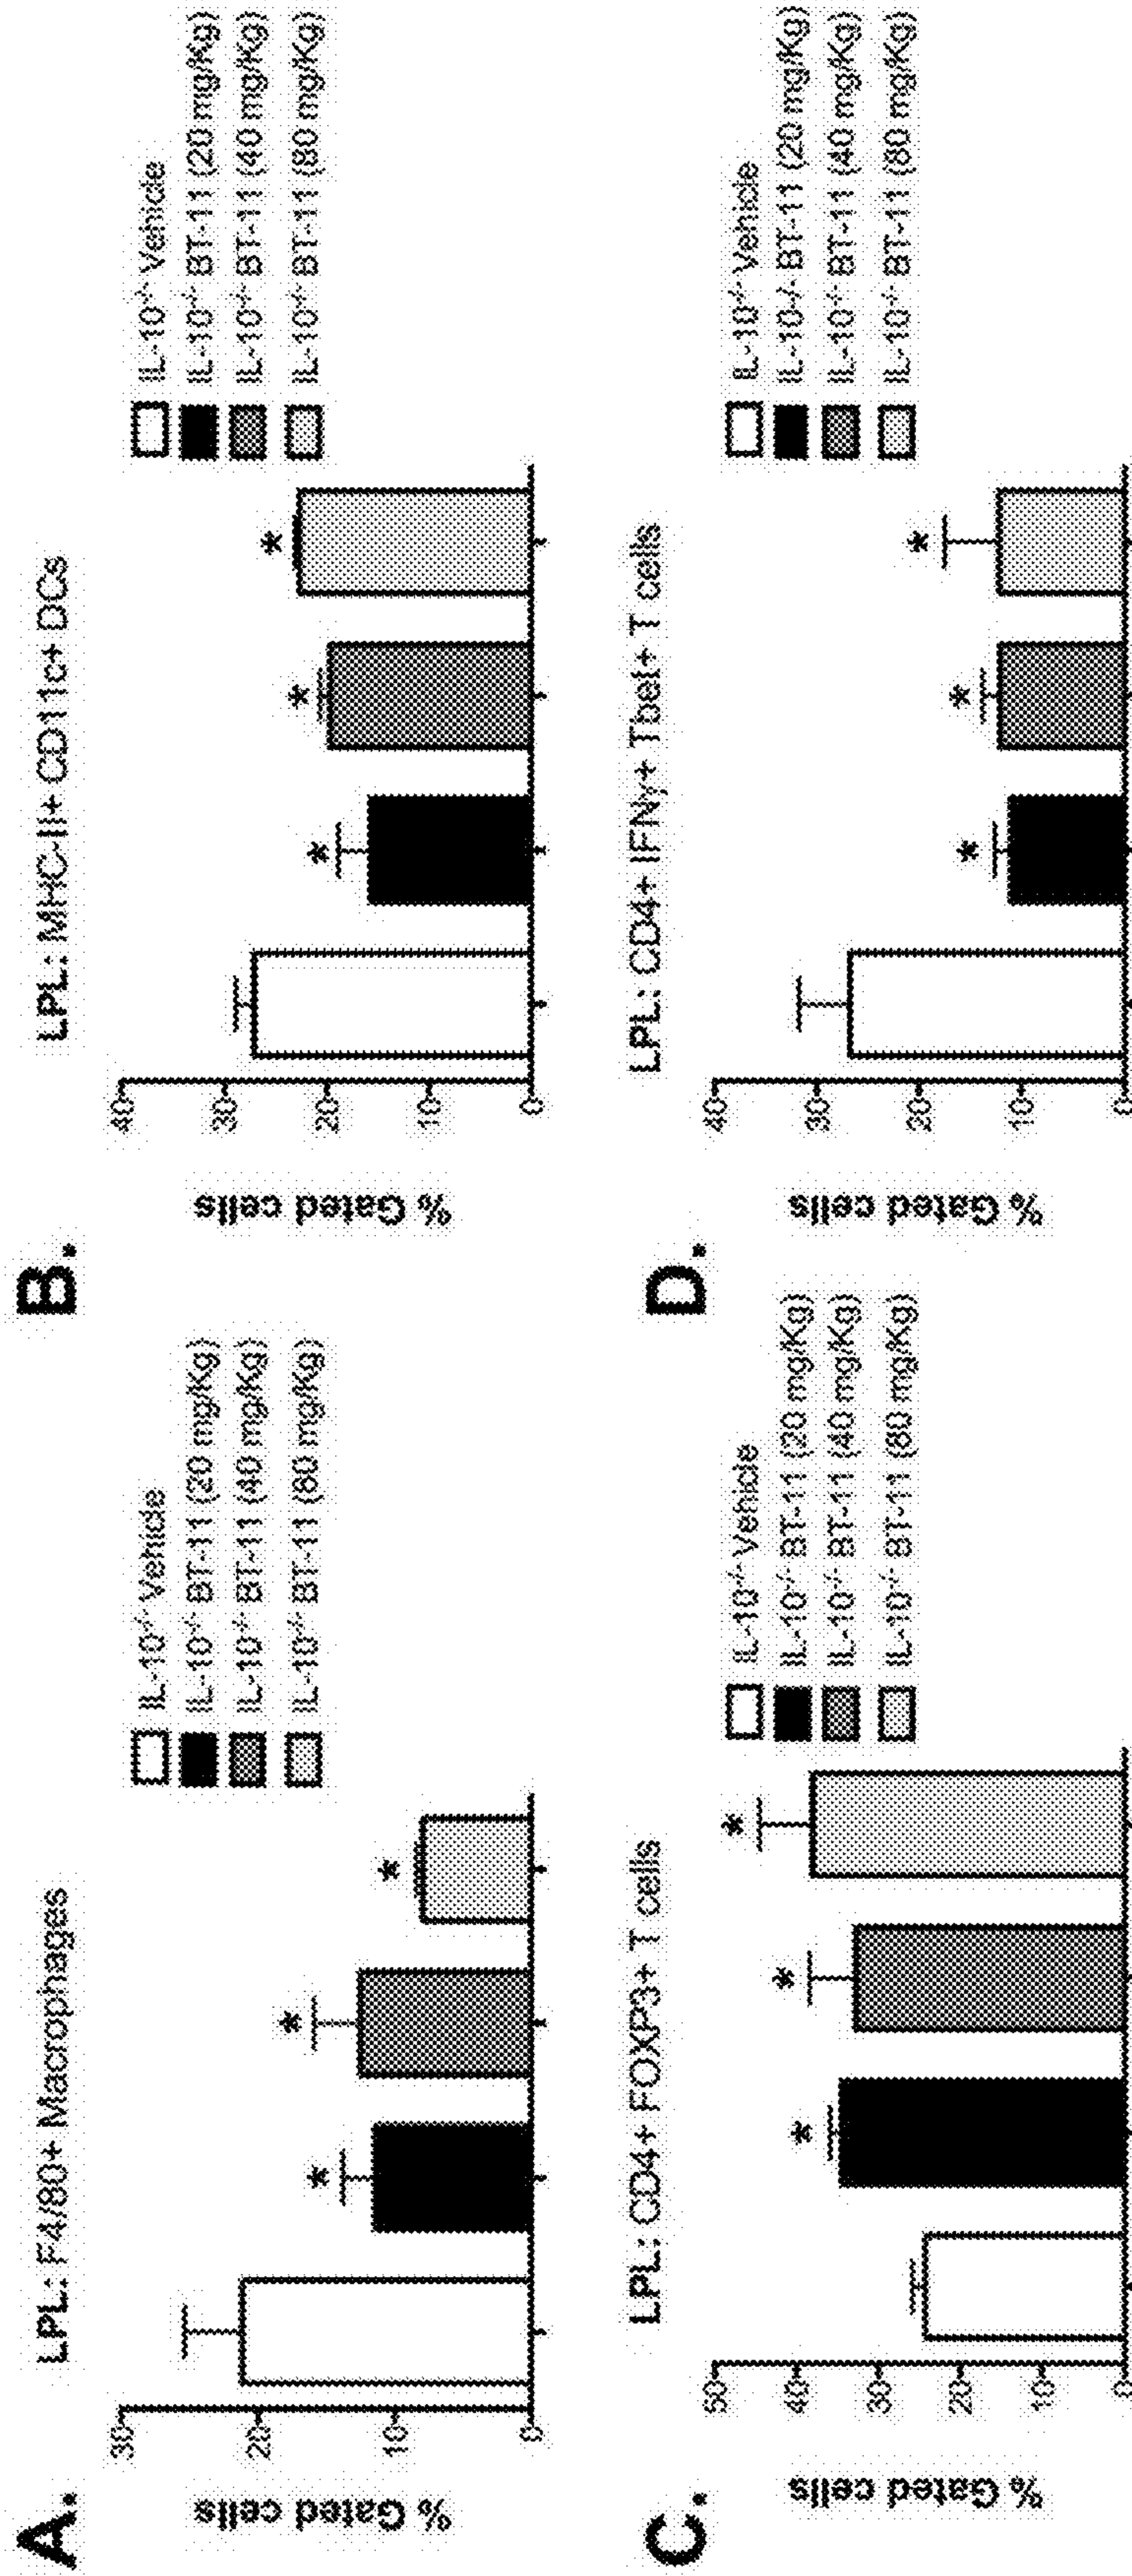 A.
LPL: F4/80+ Macrophages
% Gated cells
30
20
10
0
*
*
*
IL-10-/- Vehicle
IL-10-/- BT-11 (20 mg/Kg)
IL-10-/- BT-11 (40 mg/Kg)
IL-10-/- BT-11 (80 mg/Kg)
B.
LPL: MHC-II+ CD11c+ DCs
% Gated cells
40
30
20
10
0
*
*
*
IL-10-/- Vehicle
IL-10-/- BT-11 (20 mg/Kg)
IL-10-/- BT-11 (40 mg/Kg)
IL-10-/- BT-11 (80 mg/Kg)
C.
LPL: CD4+ FOXP3+ T cells
% Gated cells
50
40
30
20
10
0
*
*
*
IL-10-/- Vehicle
IL-10-/- BT-11 (20 mg/Kg)
IL-10-/- BT-11 (40 mg/Kg)
IL-10-/- BT-11 (80 mg/Kg)
D.
LPL: CD4+ IFNγ+ Tbet+ T cells
% Gated cells
40
30
20
10
0
*
*
*
IL-10-/- Vehicle
IL-10-/- BT-11 (20 mg/Kg)
IL-10-/- BT-11 (40 mg/Kg)
IL-10-/- BT-11 (80 mg/Kg)